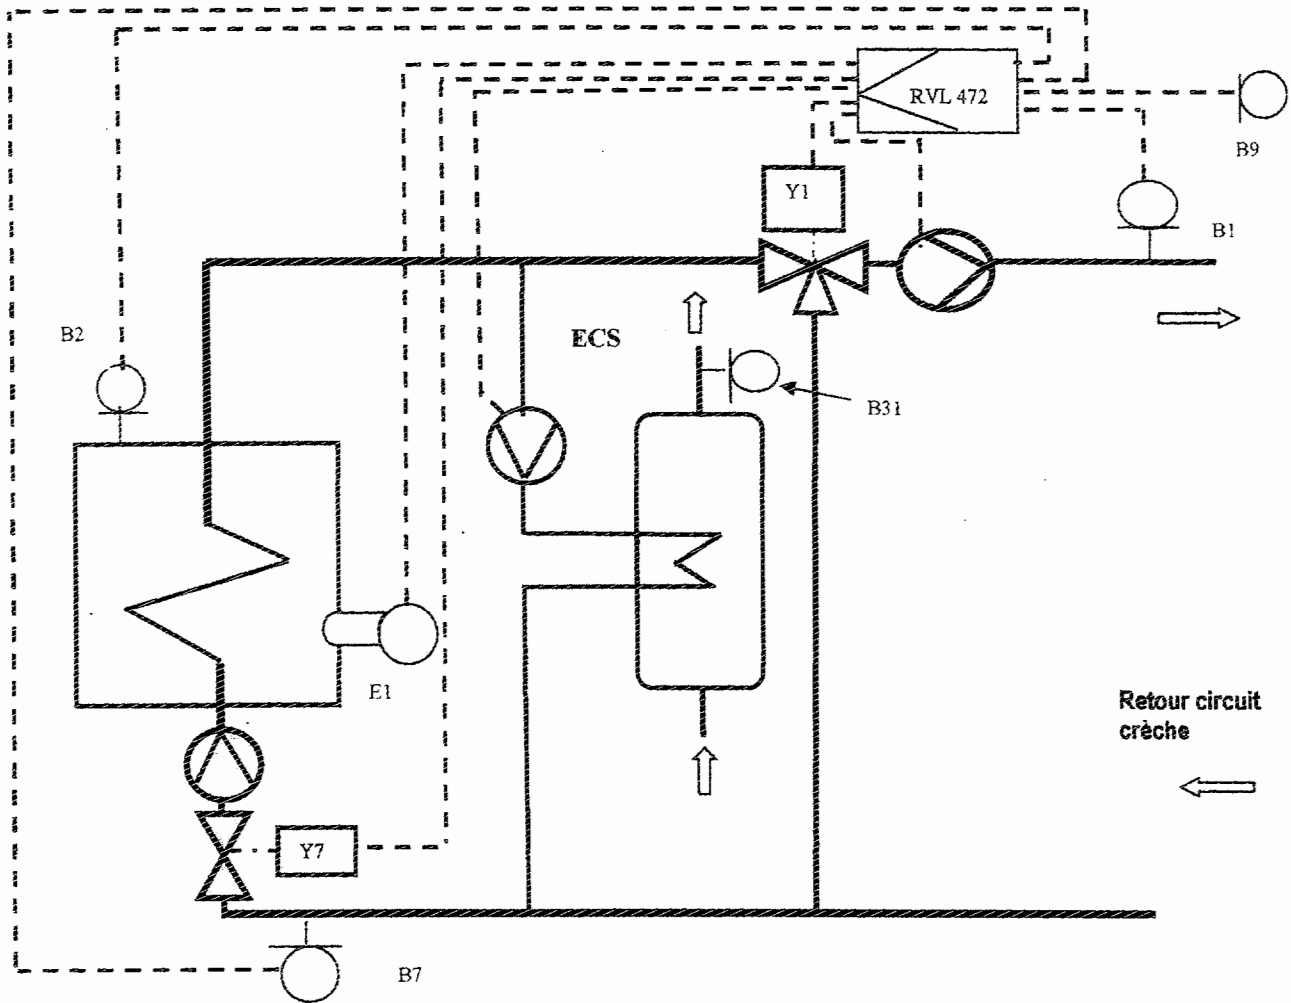 RVL 472
B9
Y1
B1
B2
ECS
B31
E1
Retour circuit
crèche
Y7
B7